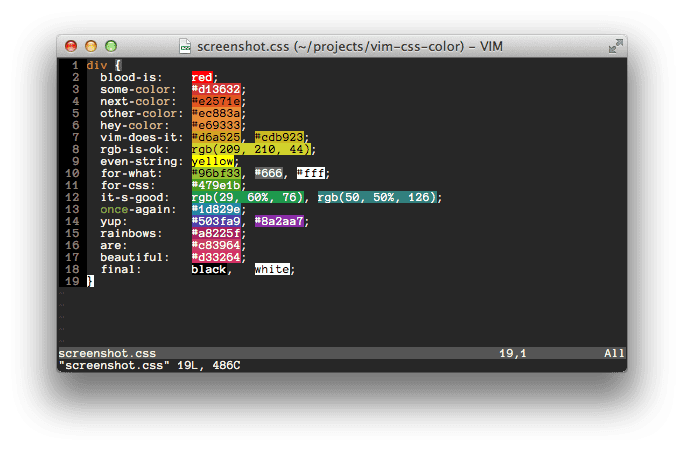 screenshot.css (~/projects/vim-css-color) – VIM
1 div {
2 blood-is: red;
3 some-color: #d13632;
4 next-color: #e2571e;
5 other-color: #ec883a;
6 hey-color: #e69333;
7 vim-does-it: #d6a525, #cdb923;
8 rgb-is-ok: rgb(209, 210, 44);
9 even-string: yellow;
10 for-what: #96bf33, #666, #fff;
11 for-css: #479e1b;
12 it-s-good: rgb(29, 60%, 76), rgb(50, 50%, 126);
13 once-again: #1d829e;
14 yup: #503fa9, #8a2aa7;
15 rainbows: #a8225f;
16 are: #c83964;
17 beautiful: #d33264;
18 final: black, white;
19 }
~
~
~
~
screenshot.css 19,1 All
"screenshot.css" 19L, 486C